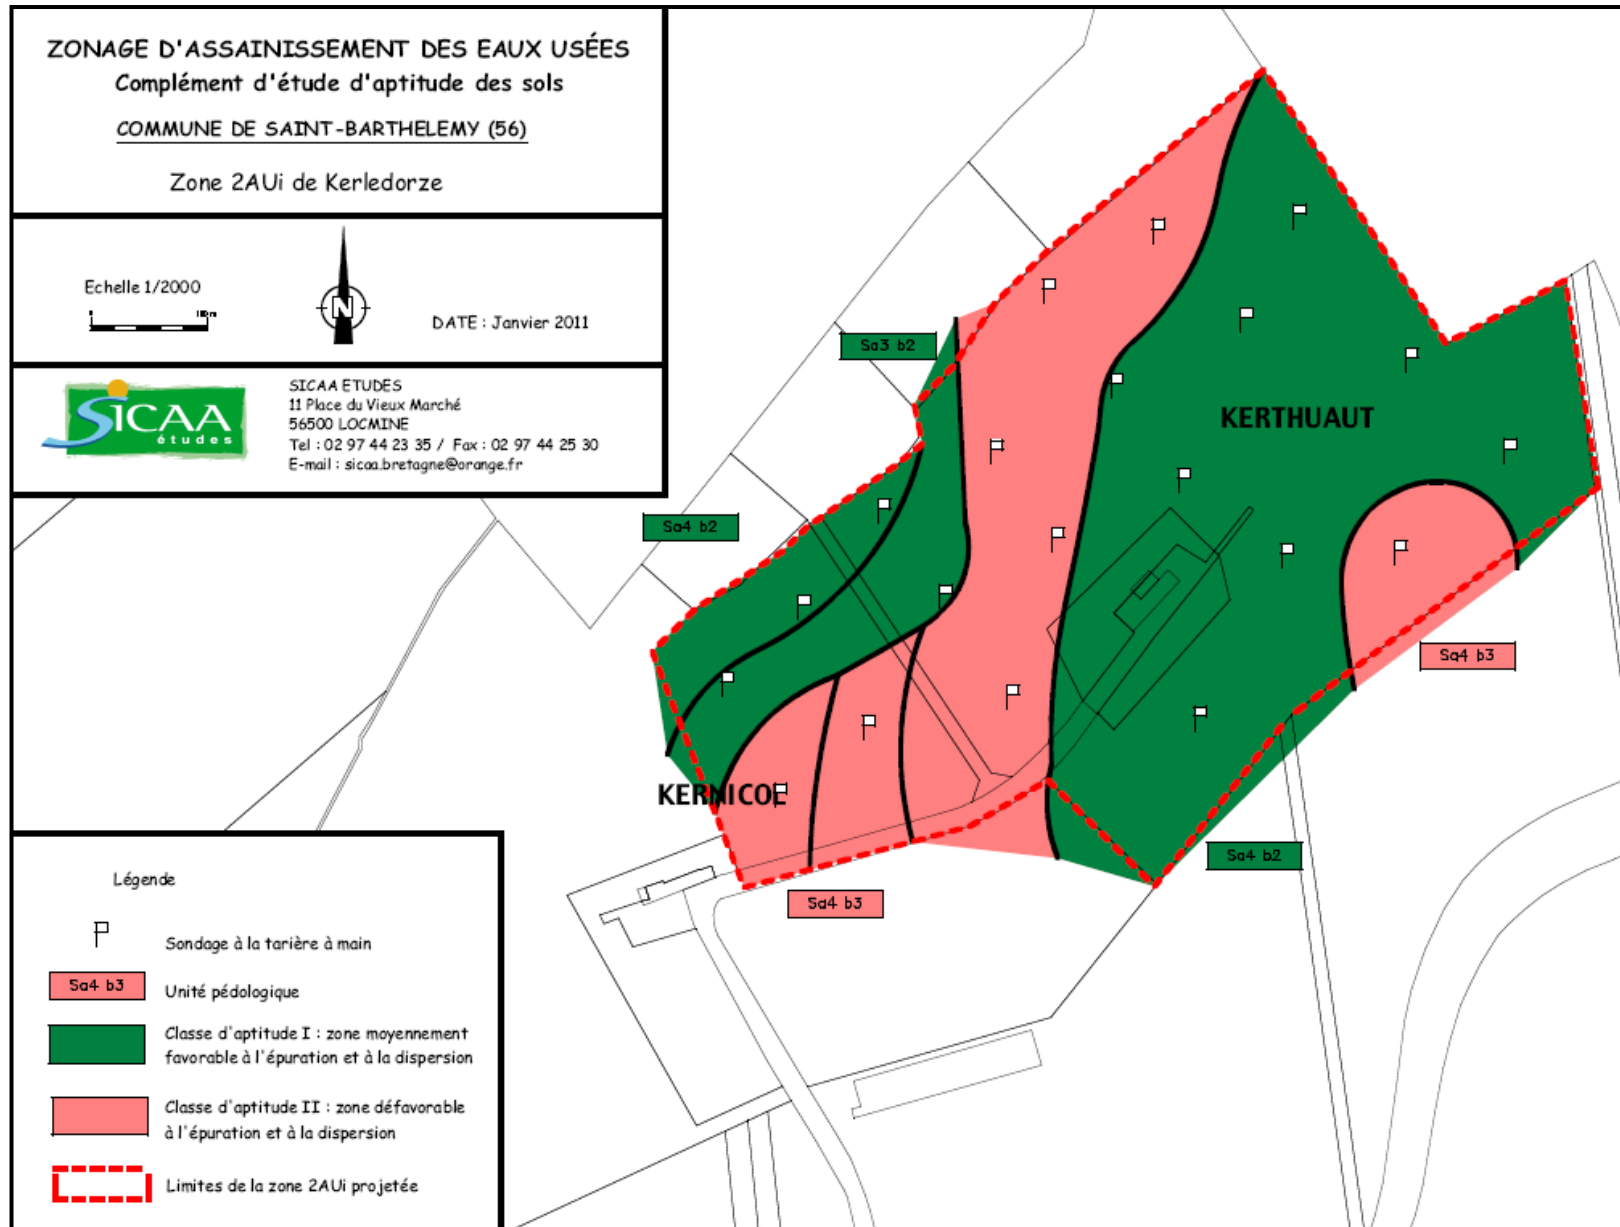 ZONAGE D'ASSAINISSEMENT DES EAUX USÉES
Complément d'étude d'aptitude des sols
COMMUNE DE SAINT-BARTHELEMY (56)
Zone 2AUi de Kerledorze
Echelle 1/2000
N
DATE : Janvier 2011
SICAA
études
SICAA ETUDES
11 Place du Vieux Marché
56500 LOCMINE
Tel : 02 97 44 23 35 / Fax : 02 97 44 25 30
E-mail : sicaa.bretagne@orange.fr
Sa3 b2
KERTHUAUT
Sa4 b2
Sa4 b3
KERNICOL
Sa4 b2
Sa4 b3
Légende
Sondage à la tarière à main
Sa4 b3
Unité pédologique
Classe d'aptitude I : zone moyennement
favorable à l'épuration et à la dispersion
Classe d'aptitude II : zone défavorable
à l'épuration et à la dispersion
Limites de la zone 2AUi projetée